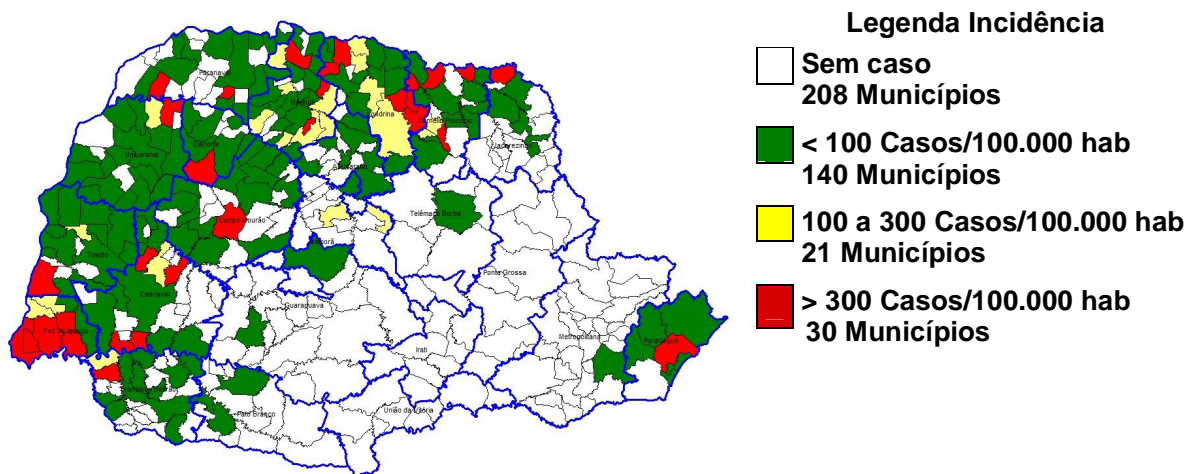 Legenda Incidência
Sem caso
208 Municípios
< 100 Casos/100.000 hab
140 Municípios
100 a 300 Casos/100.000 hab
21 Municípios
> 300 Casos/100.000 hab
30 Municípios
Paranavaí
Maringá
Londrina
Cornélio Procópio
Jacarezinho
Umuarama
Cianorte
Apucarana
Campo Mourão
Telêmaco Borba
Ivaiporã
Toledo
Ponta Grossa
Cascavel
Guarapuava
Foz do Iguaçu
Metropolitana
Paranaguá
Irati
Francisco Beltrão
Pato Branco
União da Vitória